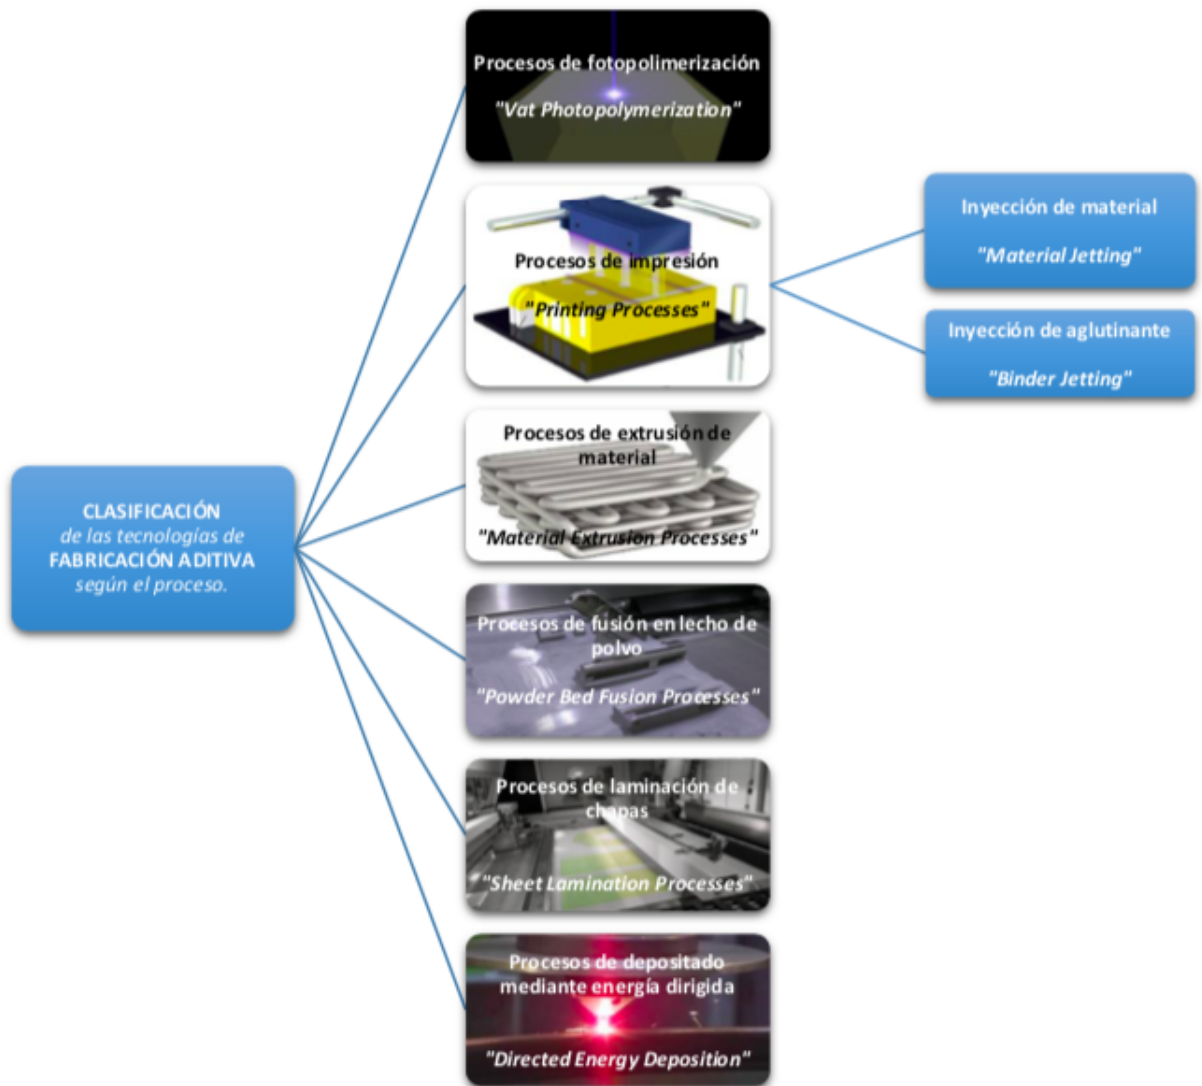 Procesos de fotopolimerización
"Vat Photopolymerization"
Procesos de impresión
"Printing Processes"
Inyección de material
"Material Jetting"
Inyección de aglutinante
"Binder Jetting"
Procesos de extrusión de
material
"Material Extrusion Processes"
CLASIFICACIÓN
de las tecnologías de
FABRICACIÓN ADITIVA
según el proceso.
Procesos de fusión en lecho de
polvo
"Powder Bed Fusion Processes"
Procesos de laminación de
chapas
"Sheet Lamination Processes"
Procesos de depositado
mediante energía dirigida
"Directed Energy Deposition"